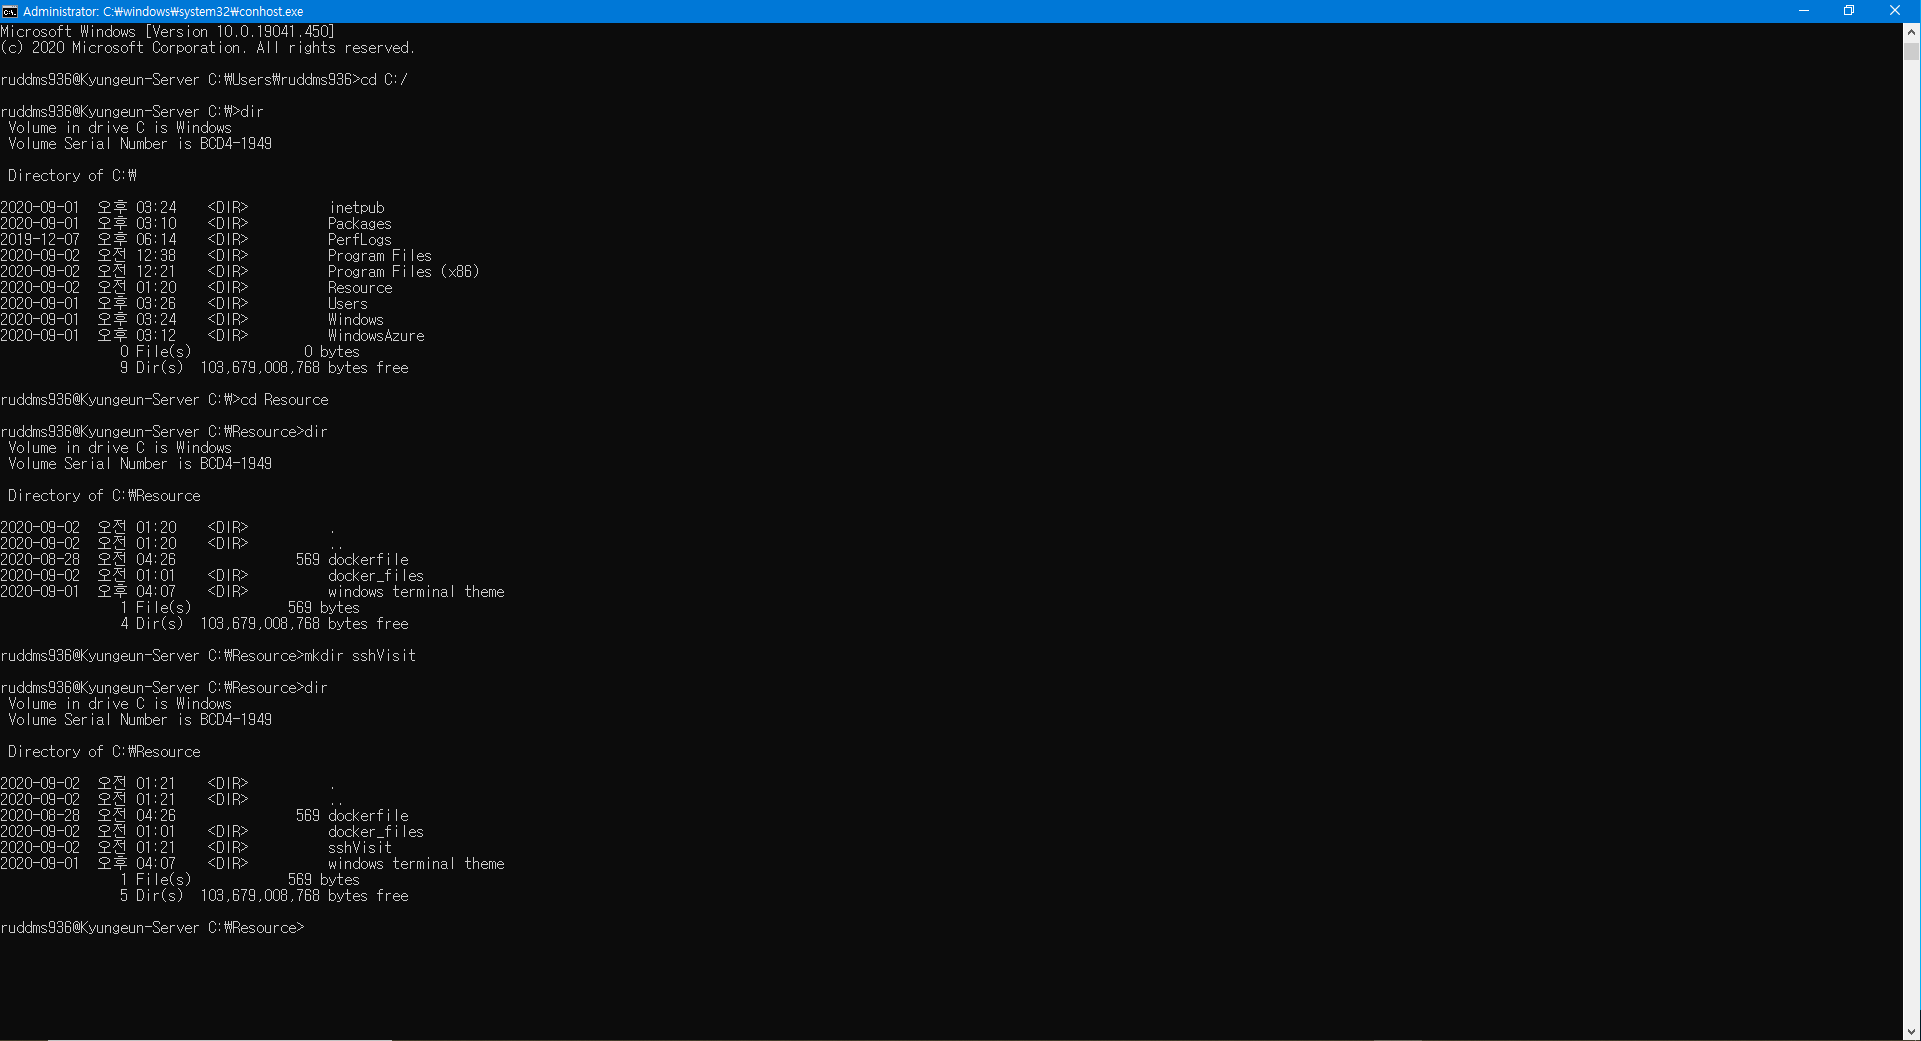 Administrator: C:₩windows₩system32₩conhost.exe
Microsoft Windows [Version 10.0.19041.450]
(c) 2020 Microsoft Corporation. All rights reserved.
ruddms936@Kyungeun-Server C:₩Users₩ruddms936>cd C:/
ruddms936@Kyungeun-Server C:₩>dir
Volume in drive C is Windows
Volume Serial Number is BCD4-1949
Directory of C:₩
2020-09-01 오후 03:24 <DIR> inetpub
2020-09-01 오후 03:10 <DIR> Packages
2019-12-07 오후 06:14 <DIR> PerfLogs
2020-09-02 오전 12:38 <DIR> Program Files
2020-09-02 오전 12:21 <DIR> Program Files (x86)
2020-09-02 오전 01:20 <DIR> Resource
2020-09-01 오후 03:26 <DIR> Users
2020-09-01 오후 03:24 <DIR> Windows
2020-09-01 오후 03:12 <DIR> WindowsAzure
0 File(s) 0 bytes
9 Dir(s) 103,679,008,768 bytes free
ruddms936@Kyungeun-Server C:₩>cd Resource
ruddms936@Kyungeun-Server C:₩Resource>dir
Volume in drive C is Windows
Volume Serial Number is BCD4-1949
Directory of C:₩Resource
2020-09-02 오전 01:20 <DIR> .
2020-09-02 오전 01:20 <DIR> ..
2020-08-28 오전 04:26 569 dockerfile
2020-09-02 오전 01:01 <DIR> docker_files
2020-09-01 오후 04:07 <DIR> windows terminal theme
1 File(s) 569 bytes
4 Dir(s) 103,679,008,768 bytes free
ruddms936@Kyungeun-Server C:₩Resource>mkdir sshVisit
ruddms936@Kyungeun-Server C:₩Resource>dir
Volume in drive C is Windows
Volume Serial Number is BCD4-1949
Directory of C:₩Resource
2020-09-02 오전 01:21 <DIR> .
2020-09-02 오전 01:21 <DIR> ..
2020-08-28 오전 04:26 569 dockerfile
2020-09-02 오전 01:01 <DIR> docker_files
2020-09-02 오전 01:21 <DIR> sshVisit
2020-09-01 오후 04:07 <DIR> windows terminal theme
1 File(s) 569 bytes
5 Dir(s) 103,679,008,768 bytes free
ruddms936@Kyungeun-Server C:₩Resource>